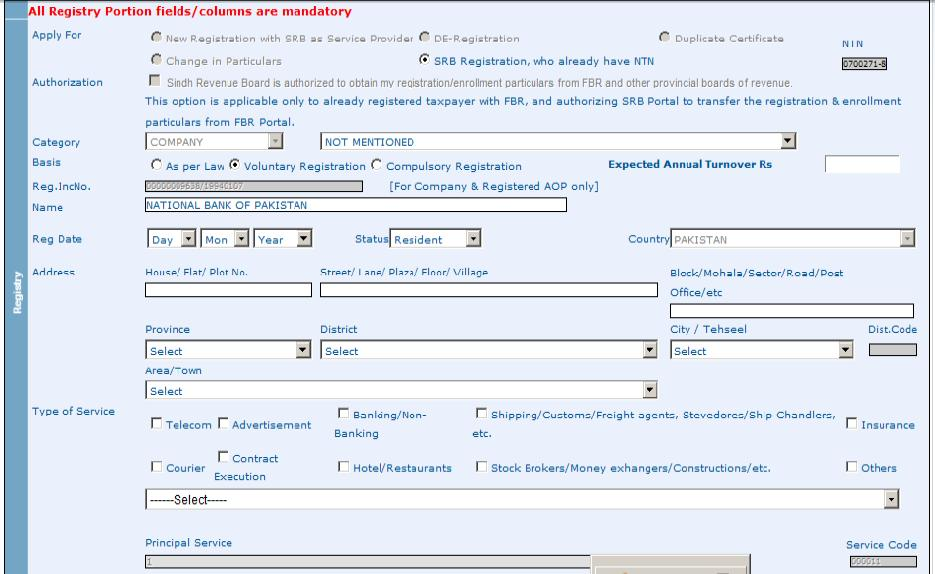 All Registry Portion fields/columns are mandatory
Apply For
New Registration with SRB as Service Provider
DE-Registration
Duplicate Certificate
NIN
Change in Particulars
SRB Registration, who already have NTN
0700271-8
Authorization
Sindh Revenue Board is authorized to obtain my registration/enrollment particulars from FBR and other provincial boards of revenue.
This option is applicable only to already registered taxpayer with FBR, and authorizing SRB Portal to transfer the registration & enrollment
particulars from FBR Portal.
Category
COMPANY
NOT MENTIONED
Basis
As per Law
Voluntary Registration
Compulsory Registration
Expected Annual Turnover Rs
Reg.IncNo.
00000009638/19940107
[For Company & Registered AOP only]
Name
NATIONAL BANK OF PAKISTAN
Reg Date
Day
Mon
Year
Status
Resident
Country
PAKISTAN
Registry
Address
House/ Flat/ Plot No.
Street/ Lane/ Plaza/ Floor/ Village
Block/Mohala/Sector/Road/Post
Office/etc
Province
District
City / Tehseel
Dist.Code
Select
Select
Select
Area/Town
Select
Type of Service
Telecom
Advertisement
Banking/Non-
Banking
Shipping/Customs/Freight agents, Stevedores/Ship Chandlers,
etc.
Insurance
Courier
Contract
Execution
Hotel/Restaurants
Stock Brokers/Money exhangers/Constructions/etc.
Others
------Select-----
Principal Service
Service Code
1
000011